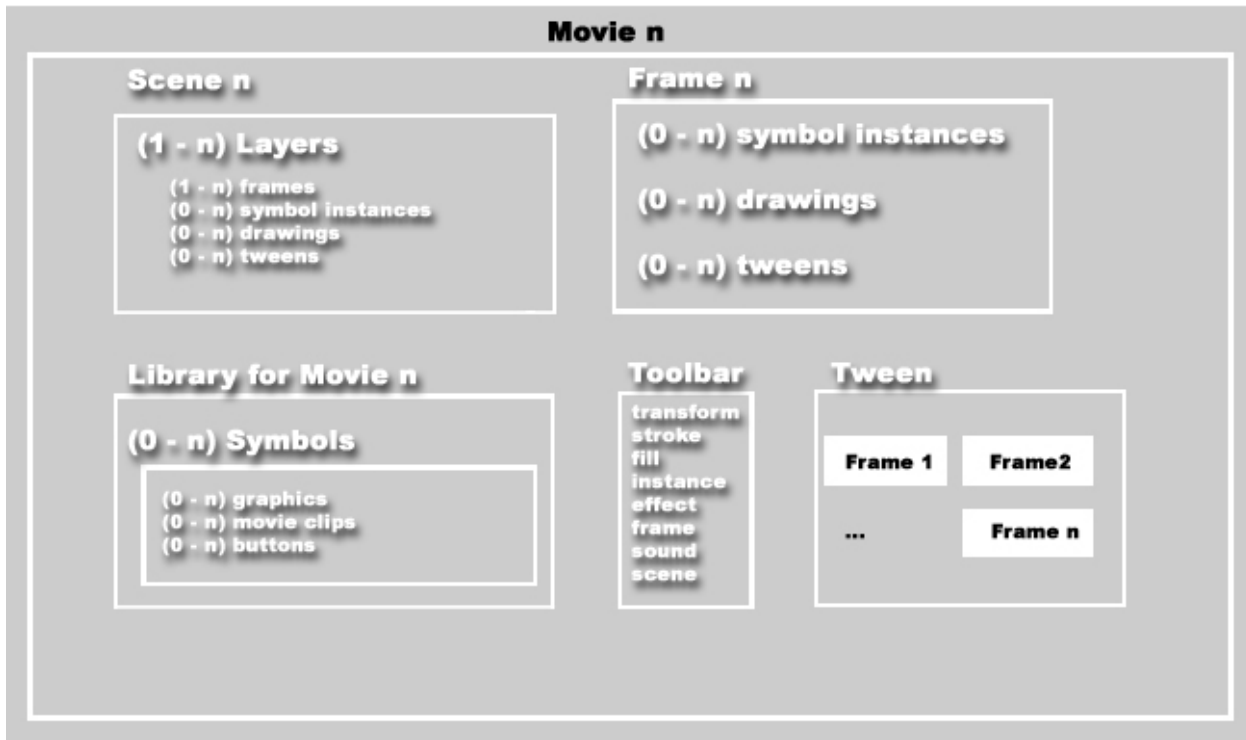 Movie n
Scene n
(1 - n) Layers
(1 - n) frames
(0 - n) symbol instances
(0 - n) drawings
(0 - n) tweens
Frame n
(0 - n) symbol instances
(0 - n) drawings
(0 - n) tweens
Library for Movie n
(0 - n) Symbols
(0 - n) graphics
(0 - n) movie clips
(0 - n) buttons
Toolbar
transform
stroke
fill
instance
effect
frame
sound
scene
Tween
Frame 1
Frame2
...
Frame n